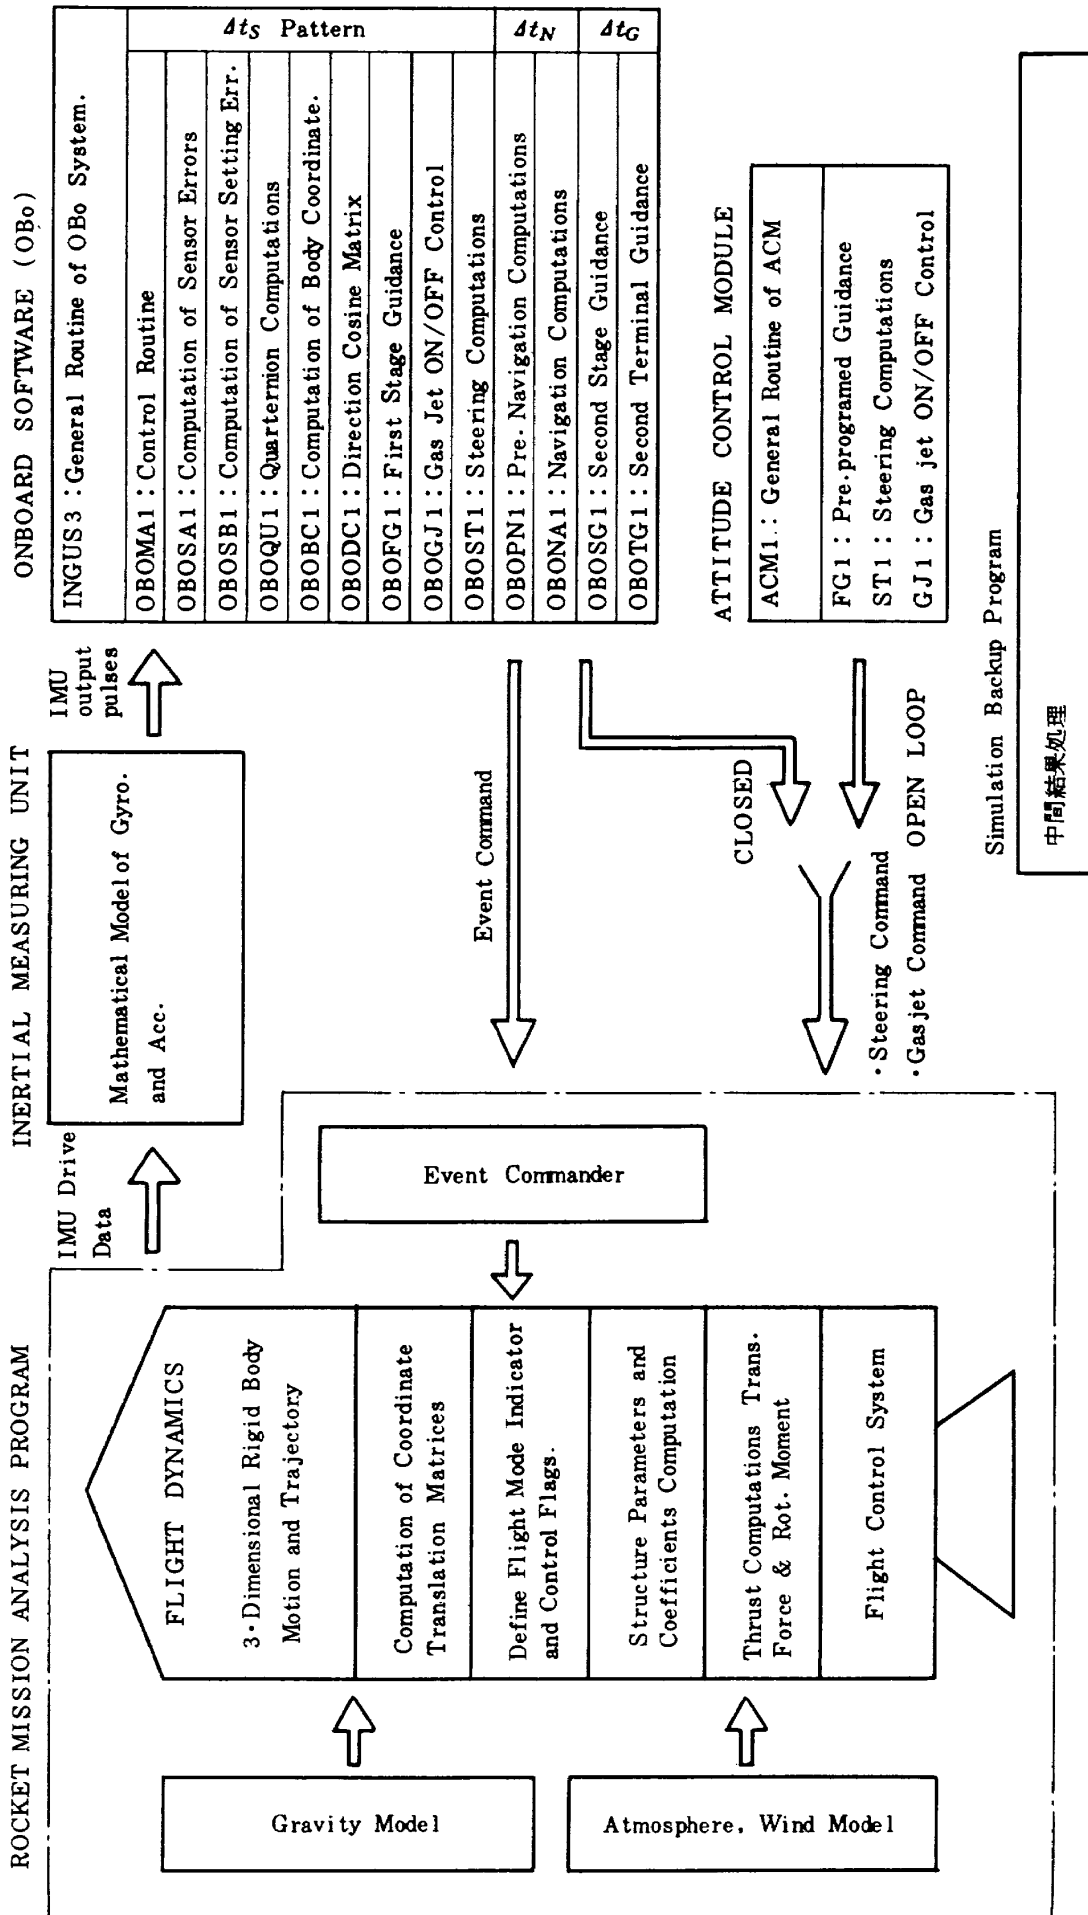 ROCKET MISSION ANALYSIS PROGRAM
FLIGHT DYNAMICS
3・Dimensional Rigid Body
Motion and Trajectory
Computation of Coordinate
Translation Matrices
Define Flight Mode Indicator
and Control Flags.
Structure Parameters and
Coefficients Computation
Thrust Computations Trans.
Force & Rot. Moment
Flight Control System
Gravity Model
Atmosphere, Wind Model
Event Commander
IMU Drive
Data
INERTIAL MEASURING UNIT
Mathematical Model of Gyro.
and Acc.
IMU
output
pulses
Event Command
CLOSED
・Steering Command
・Gasjet Command OPEN LOOP
ONBOARD SOFTWARE (OBo)
INGUS3 : General Routine of OBo System.
OBOMA1 : Control Routine
OBOSA1 : Computation of Sensor Errors
OBOSB1 : Computation of Sensor Setting Err.
OBOQU1 : Quarternion Computations
OBOBC1 : Computation of Body Coordinate.
OBODC1 : Direction Cosine Matrix
OBOFG1 : First Stage Guidance
OBOGJ1 : Gas Jet ON/OFF Control
OBOST1 : Steering Computations
OBOPN1 : Pre-Navigation Computations
OBONA1 : Navigation Computations
OBOSG1 : Second Stage Guidance
OBOTG1 : Second Terminal Guidance
ΔtS Pattern
ΔtN
ΔtG
ATTITUDE CONTROL MODULE
ACM1. : General Routine of ACM
FG1 : Pre.programed Guidance
ST1 : Steering Computations
GJ1 : Gas jet ON/OFF Control
Simulation Backup Program
中間結果処理